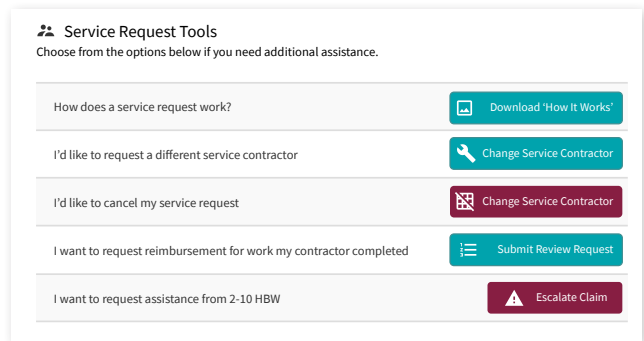 Service Request Tools
Choose from the options below if you need additional assistance.
How does a service request work?
Download ‘How It Works’
I’d like to request a different service contractor
Change Service Contractor
I’d like to cancel my service request
Change Service Contractor
I want to request reimbursement for work my contractor completed
Submit Review Request
I want to request assistance from 2-10 HBW
Escalate Claim